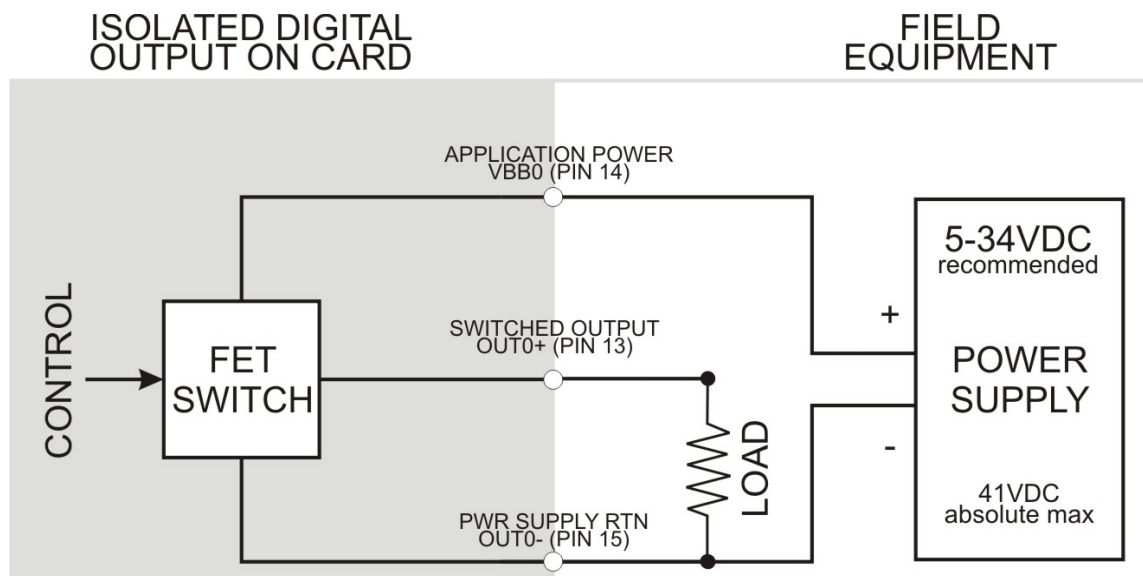 ISOLATED DIGITAL
OUTPUT ON CARD
FIELD
EQUIPMENT
APPLICATION POWER
VBB0 (PIN 14)
5-34VDC
recommended
CONTROL
FET
SWITCH
SWITCHED OUTPUT
OUT0+ (PIN 13)
+
POWER
SUPPLY
-
LOAD
41VDC
absolute max
PWR SUPPLY RTN
OUT0- (PIN 15)